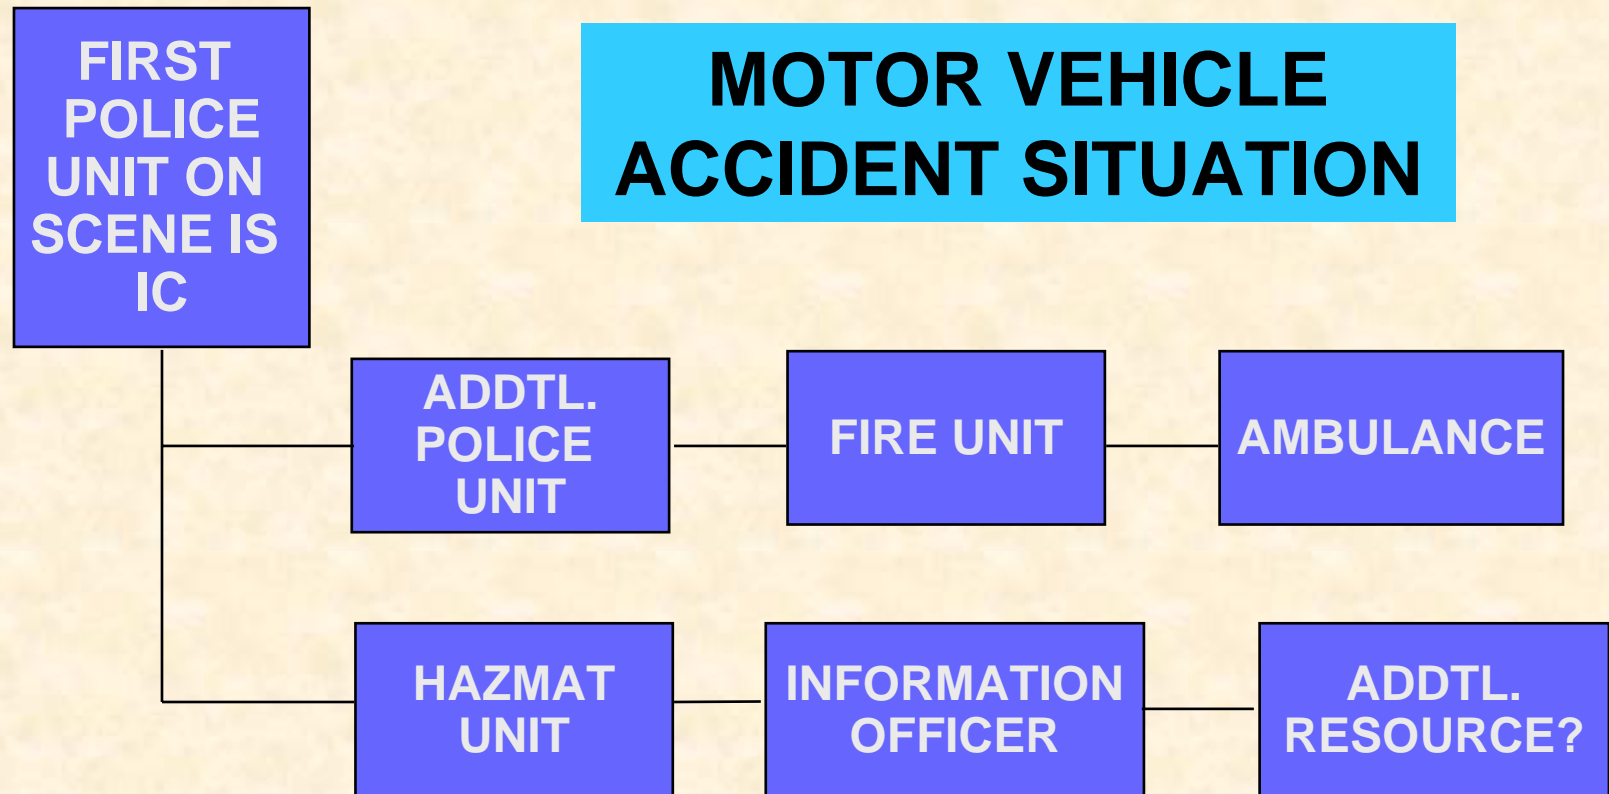 FIRST
POLICE
UNIT ON
SCENE IS
IC
MOTOR VEHICLE
ACCIDENT SITUATION
ADDTL.
POLICE
UNIT
FIRE UNIT
AMBULANCE
HAZMAT
UNIT
INFORMATION
OFFICER
ADDTL.
RESOURCE?